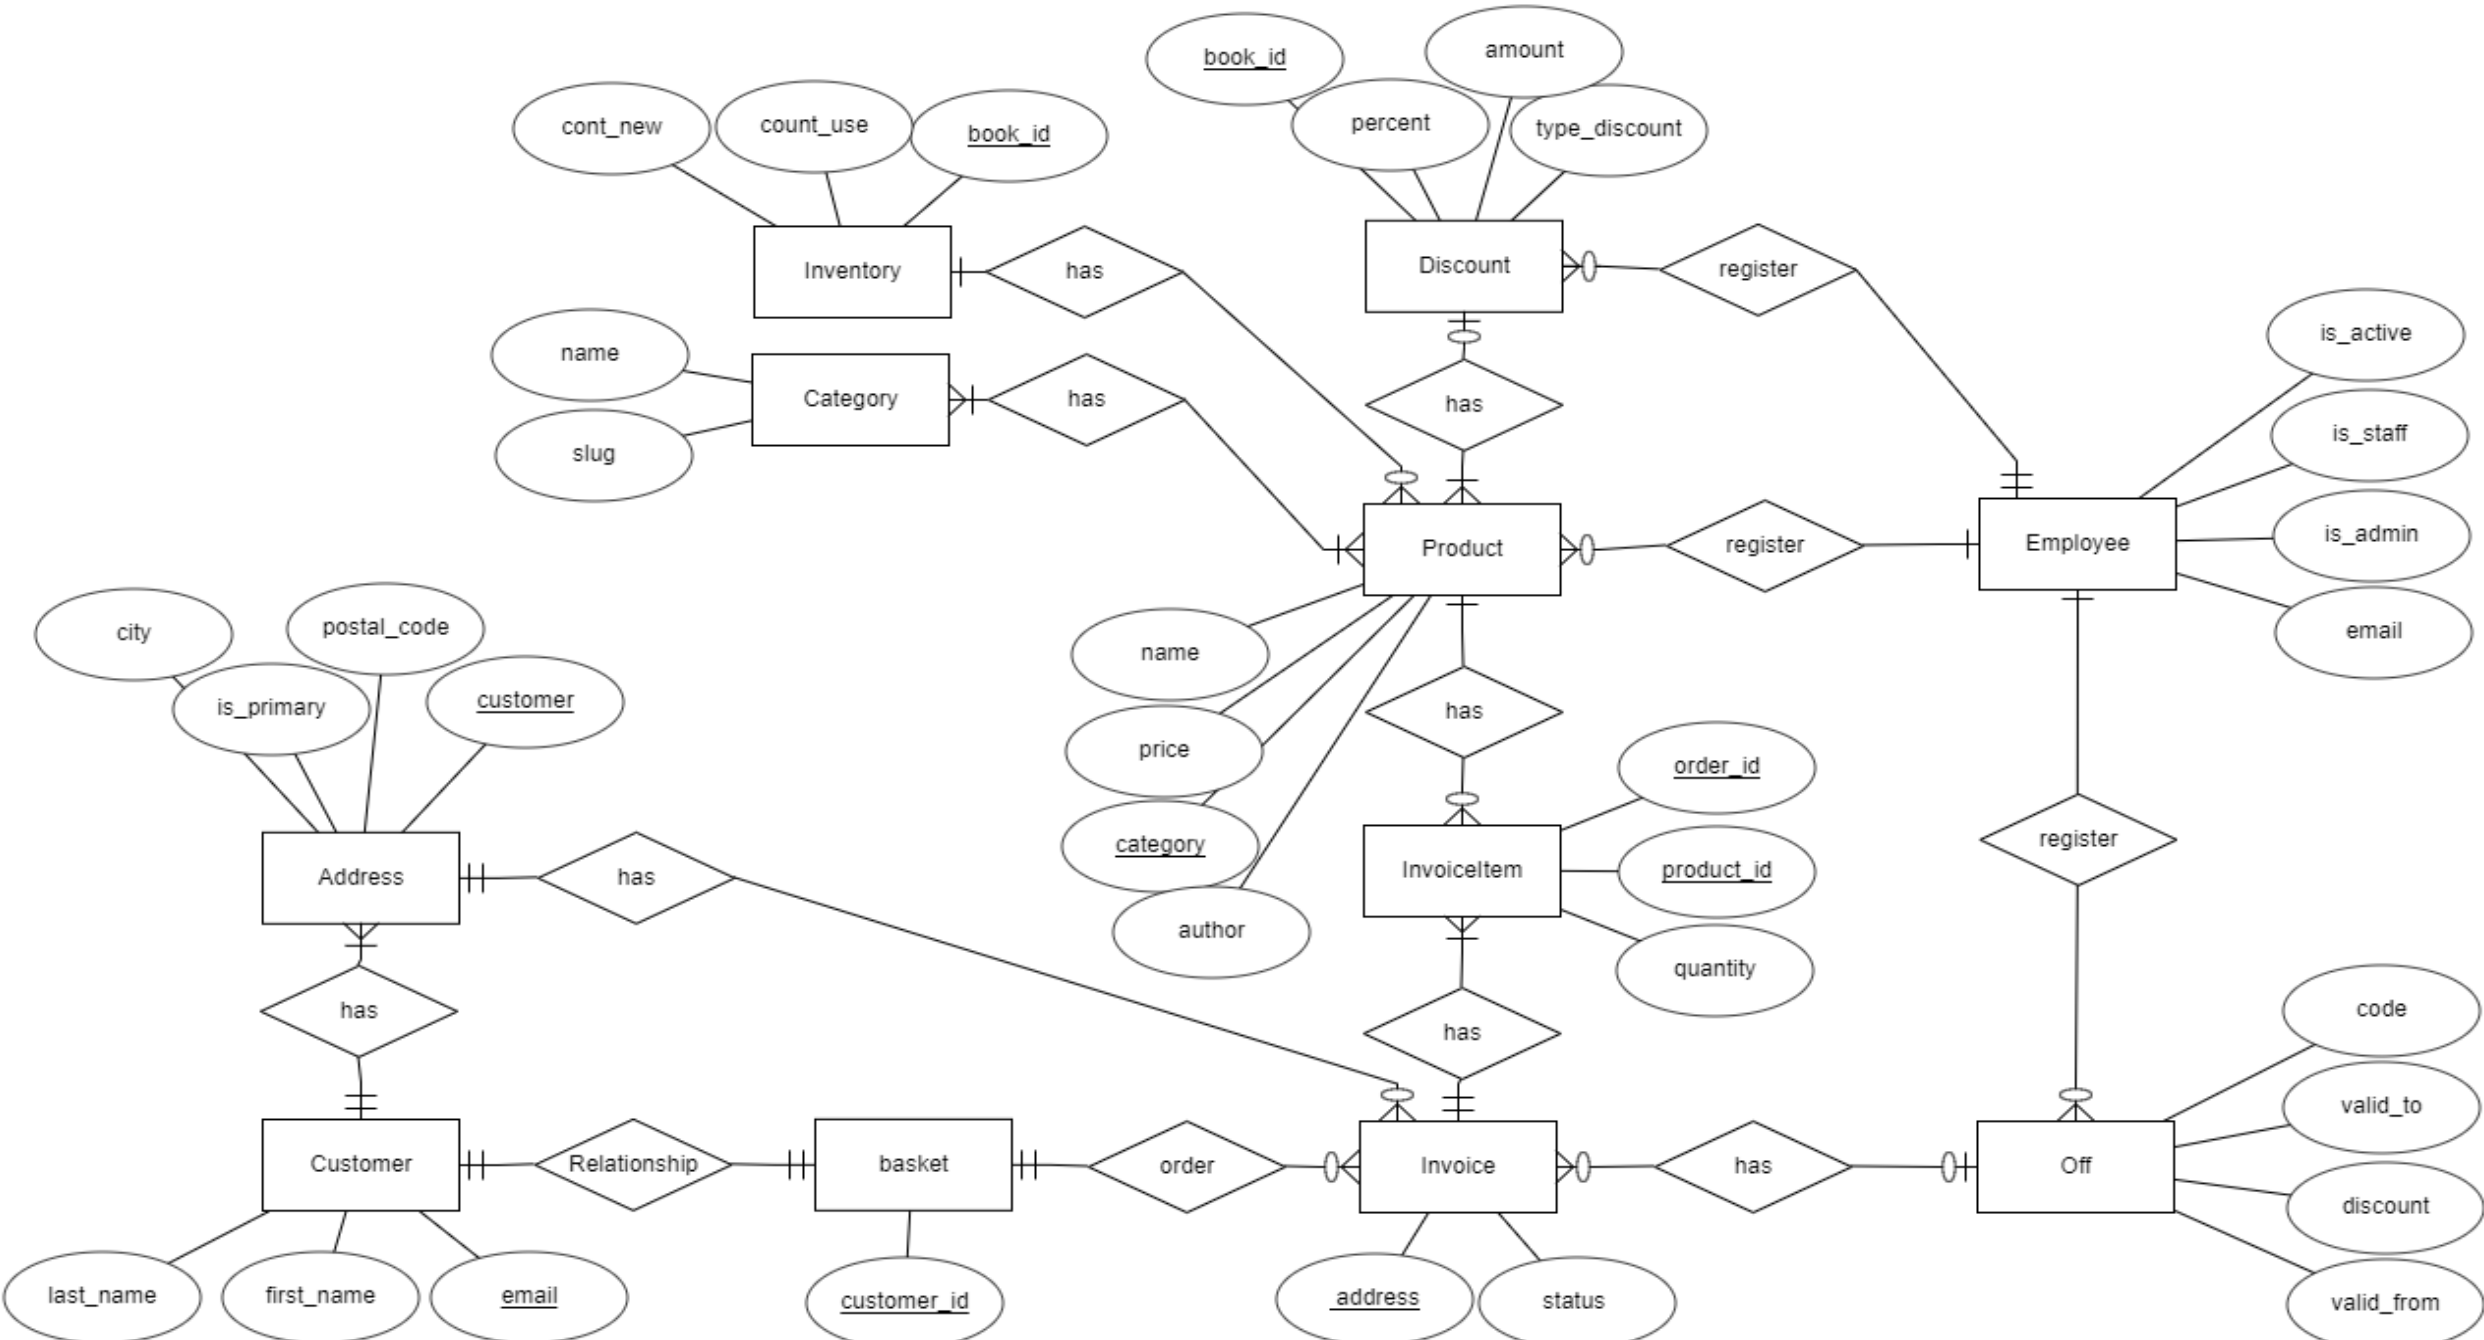 book_id
amount
percent
type_discount
cont_new
count_use
book_id
Inventory
has
Discount
register
name
Category
has
has
slug
is_active
is_staff
is_admin
email
Product
register
Employee
city
postal_code
is_primary
customer
name
price
category
author
has
order_id
product_id
quantity
InvoiceItem
register
Address
has
has
has
code
valid_to
discount
valid_from
Customer
Relationship
basket
order
Invoice
has
Off
last_name
first_name
email
customer_id
address
status